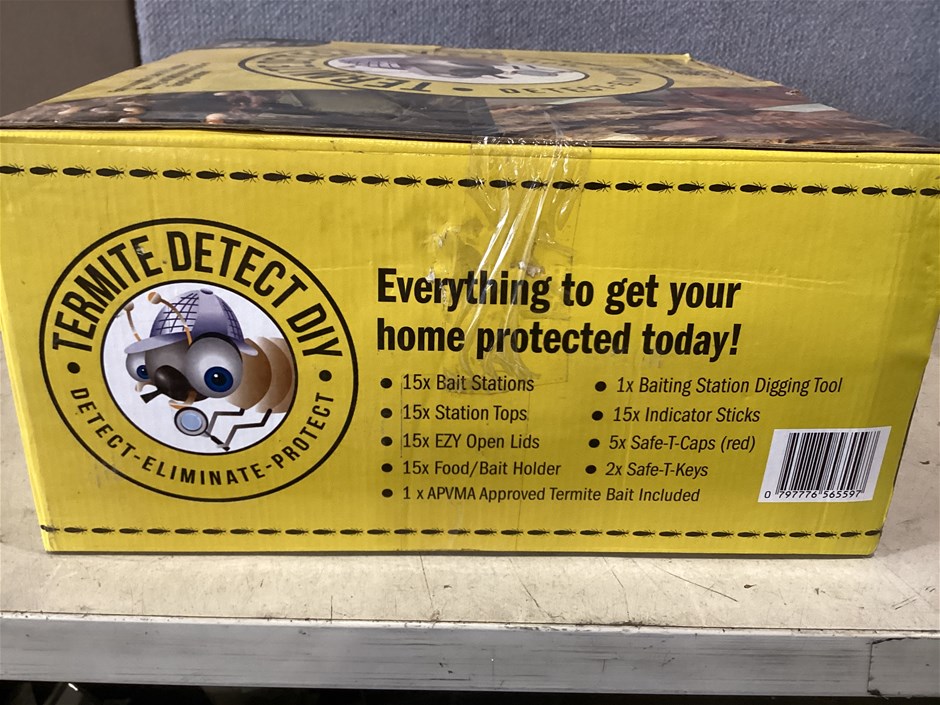 TERMITE DETECT DIY
• DETECT-ELIMINATE-PROTECT •
Everything to get your
home protected today!
• 15x Bait Stations
• 15x Station Tops
• 15x EZY Open Lids
• 15x Food/Bait Holder
• 1 x APVMA Approved Termite Bait Included
• 1x Baiting Station Digging Tool
• 15x Indicator Sticks
• 5x Safe-T-Caps (red)
• 2x Safe-T-Keys
0 797776 565597